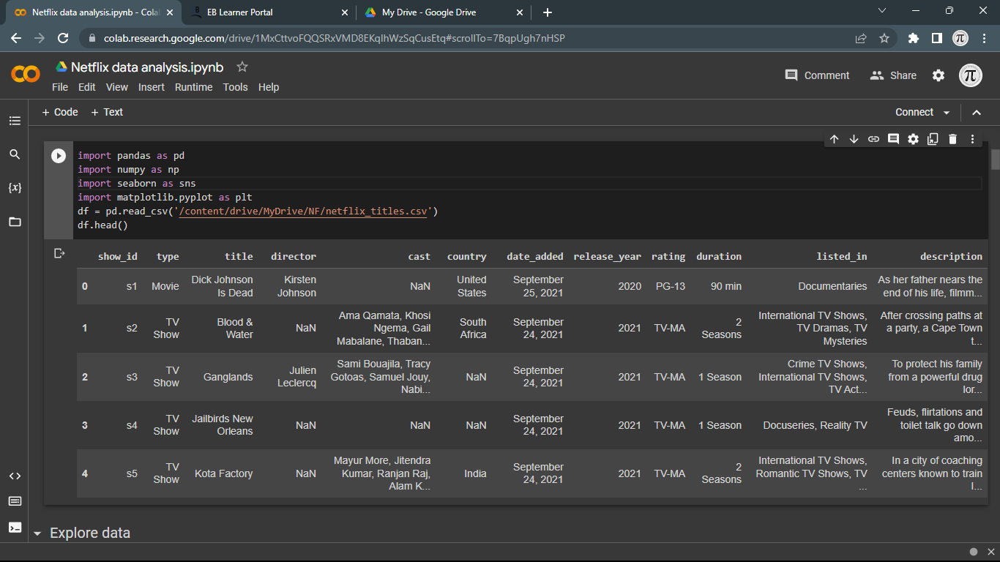 Netflix data analysis.ipynb - Cola
EB Learner Portal
My Drive - Google Drive
colab.research.google.com/drive/1MxCttvoFQQSRxVMD8EKqIhWzSqCusEtq#scrollTo=7BqpUgh7nHSP
Netflix data analysis.ipynb
File Edit View Insert Runtime Tools Help
Comment Share
+ Code + Text
Connect
import pandas as pd
import numpy as np
import seaborn as sns
import matplotlib.pyplot as plt
df = pd.read_csv('/content/drive/MyDrive/NF/netflix_titles.csv')
df.head()
show_id type title director cast country date_added release_year rating duration listed_in description
0 s1 Movie Dick Johnson Is Dead Kirsten Johnson NaN United States September 25, 2021 2020 PG-13 90 min Documentaries As her father nears the end of his life, filmm...
1 s2 TV Show Blood & Water NaN Ama Qamata, Khosi Ngema, Gail Mabalane, Thaban... South Africa September 24, 2021 2021 TV-MA 2 Seasons International TV Shows, TV Dramas, TV Mysteries After crossing paths at a party, a Cape Town t...
2 s3 TV Show Ganglands Julien Leclercq Sami Bouajila, Tracy Gotoas, Samuel Jouy, Nabi... NaN September 24, 2021 2021 TV-MA 1 Season Crime TV Shows, International TV Shows, TV Act... To protect his family from a powerful drug lor...
3 s4 TV Show Jailbirds New Orleans NaN NaN NaN September 24, 2021 2021 TV-MA 1 Season Docuseries, Reality TV Feuds, flirtations and toilet talk go down amo...
4 s5 TV Show Kota Factory NaN Mayur More, Jitendra Kumar, Ranjan Raj, Alam K... India September 24, 2021 2021 TV-MA 2 Seasons International TV Shows, Romantic TV Shows, TV ... In a city of coaching centers known to train I...
Explore data